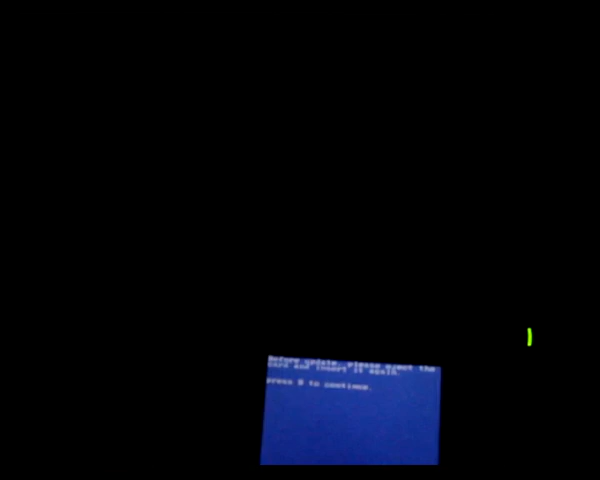 Before update, please eject the
card and insert it again.
press B to continue.